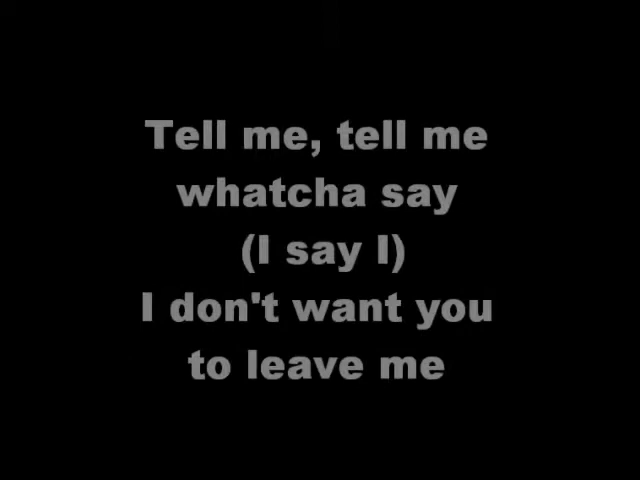 Tell me, tell me
whatcha say
(I say I)
I don't want you
to leave me